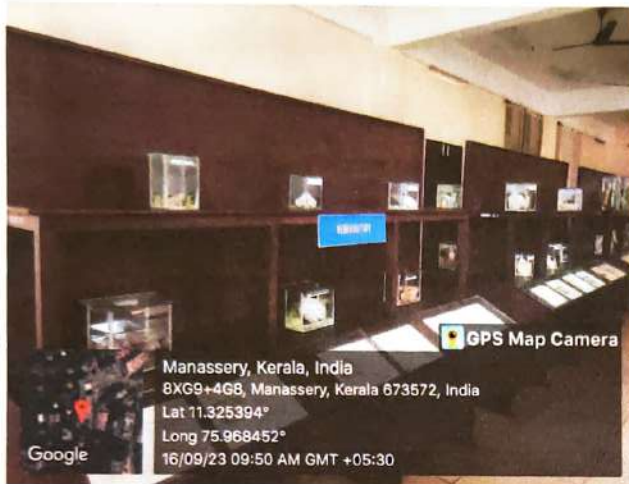 GPS Map Camera
Manassery, Kerala, India
8XG9+4G8, Manassery, Kerala 673572, India
Lat 11.325394°
Long 75.968452°
16/09/23 09:50 AM GMT +05:30
Google